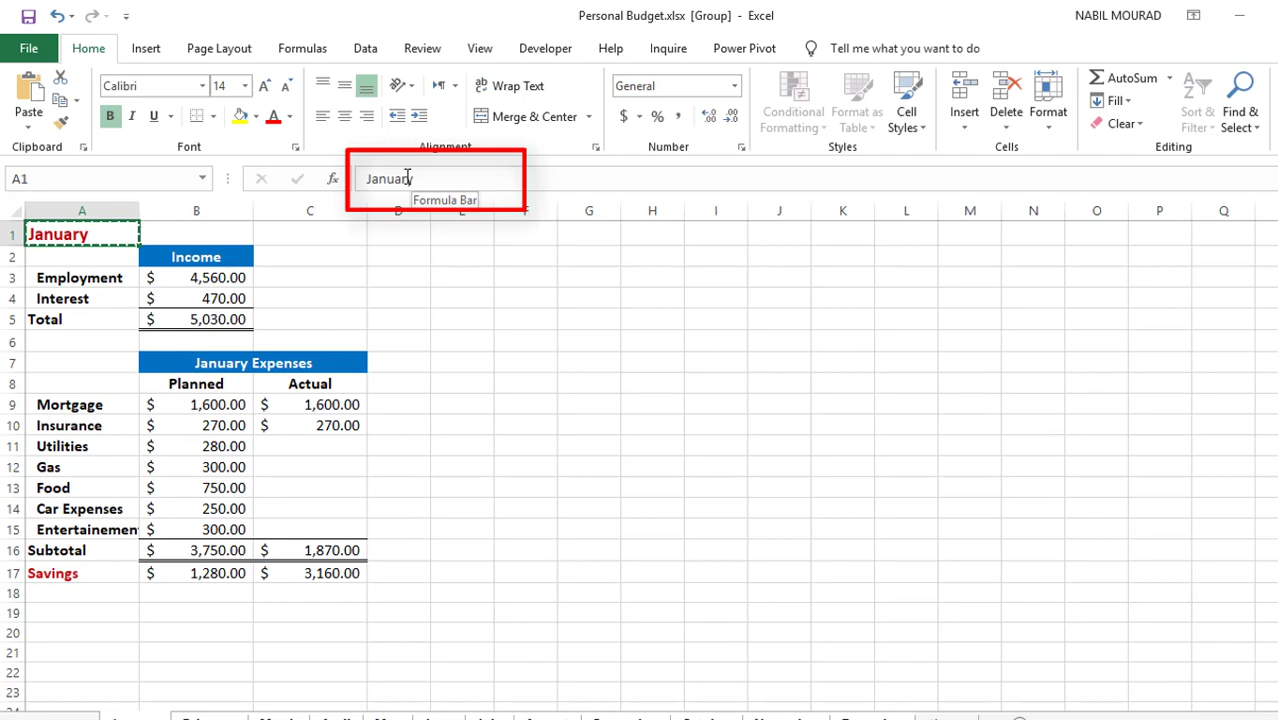 Personal Budget.xlsx [Group] - Excel
NABIL MOURAD
File Home Insert Page Layout Formulas Data Review View Developer Help Inquire Power Pivot Tell me what you want to do
Paste
Calibri 14
B I U
Wrap Text
Merge & Center
General
$ %
Conditional Formatting
Format as Table
Cell Styles
Insert
Delete
Format
AutoSum
Fill
Clear
Sort & Filter
Find & Select
Clipboard Font Alignment Number Cells Editing
A1 fx January
Formula Bar
A B C D E F G H I J K L M N O P Q
1 January
2 Income
3 Employment $ 4,560.00
4 Interest $ 470.00
5 Total $ 5,030.00
6
7 January Expenses
8 Planned Actual
9 Mortgage $ 1,600.00 $ 1,600.00
10 Insurance $ 270.00 $ 270.00
11 Utilities $ 280.00
12 Gas $ 300.00
13 Food $ 750.00
14 Car Expenses $ 250.00
15 Entertainemen $ 300.00
16 Subtotal $ 3,750.00 $ 1,870.00
17 Savings $ 1,280.00 $ 3,160.00
18
19
20
21
22
23